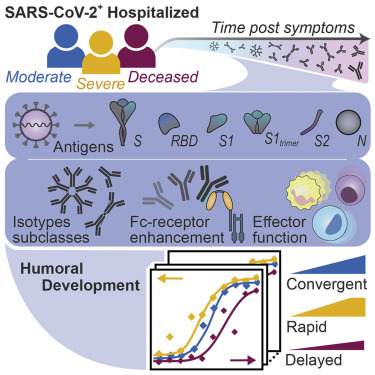 SARS-CoV-2+ Hospitalized
Time post symptoms
Moderate
Severe
Deceased
Antigens
S
RBD
S1
S1trimer
S2
N
Isotypes
subclasses
Fc-receptor
enhancement
Effector
function
Humoral
Development
Convergent
Rapid
Delayed